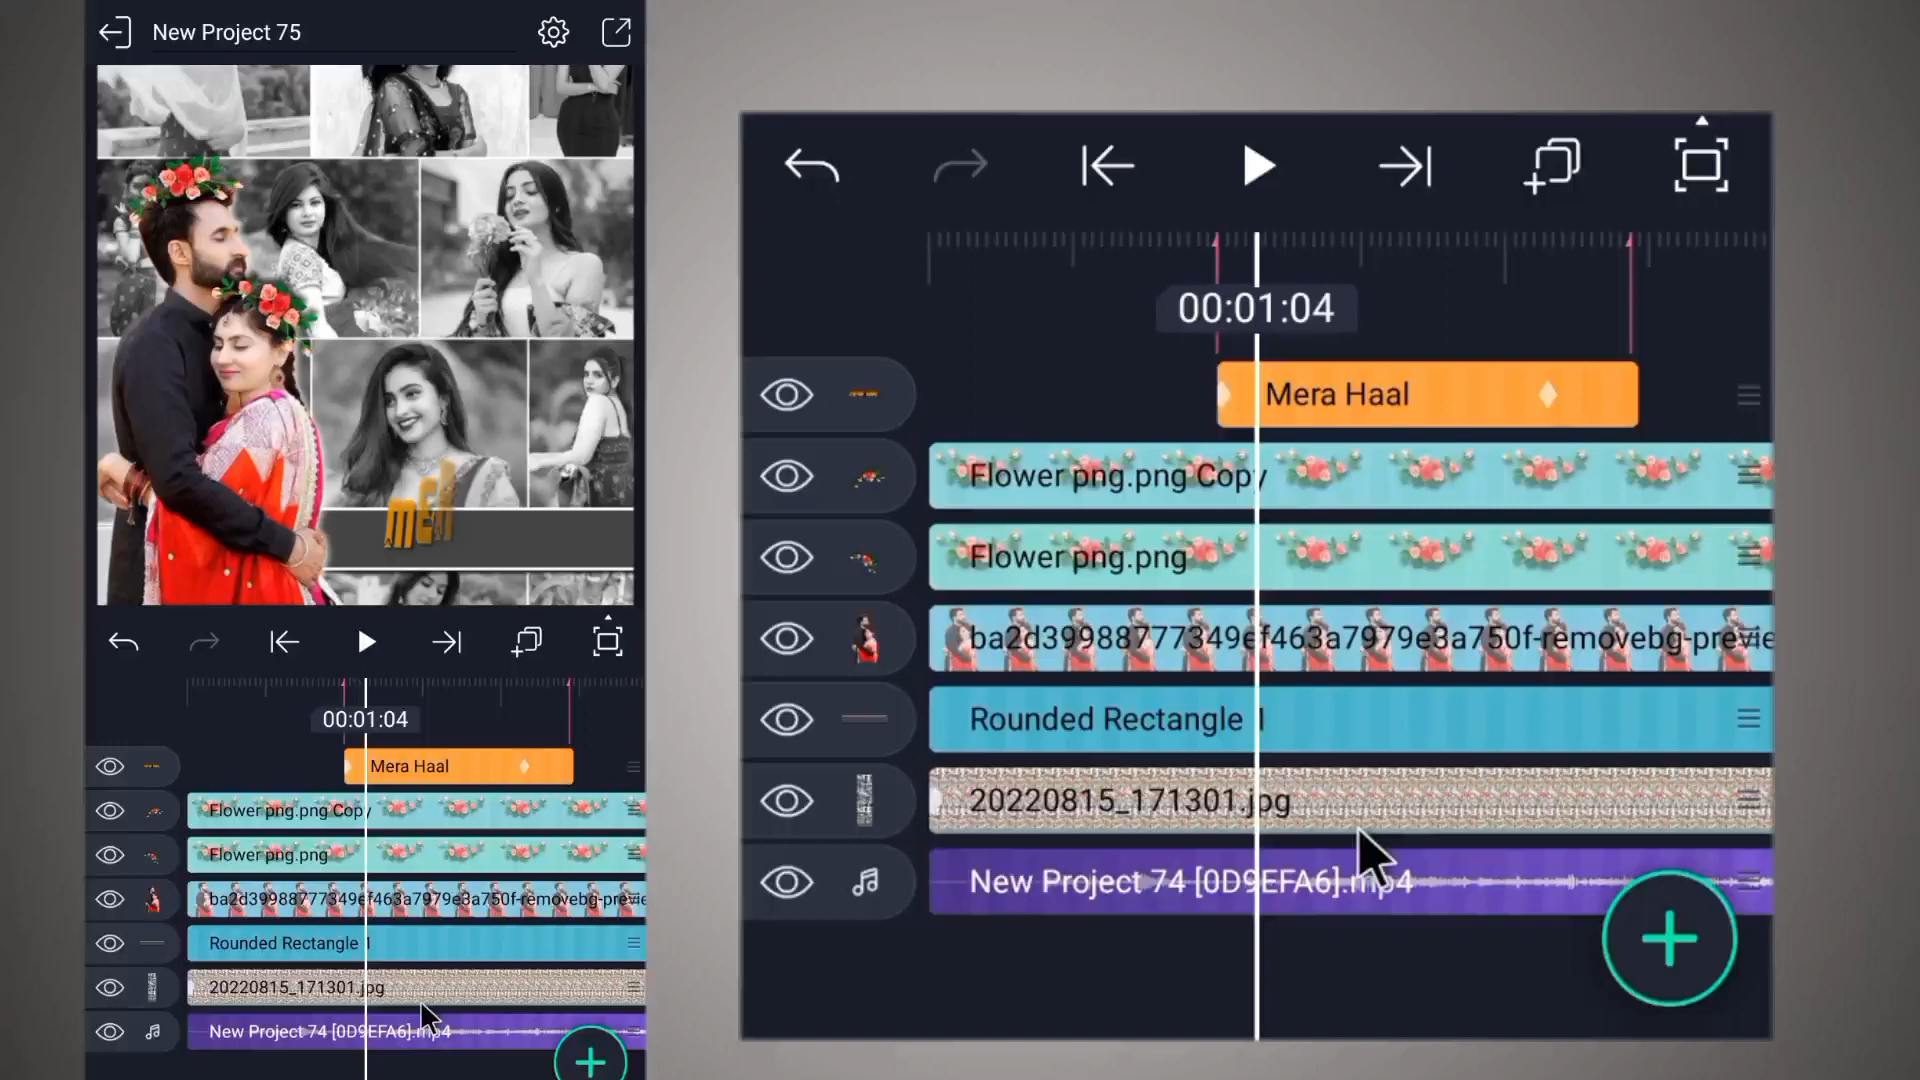 New Project 75
00:01:04
Mera Haal
Flower png.png Copy
Flower png.png
ba2d39988777349ef463a7979e3a750f-removebg-previe
Rounded Rectangle 1
20220815_171301.jpg
New Project 74 [0D9EFA6].mp4
00:01:04
Mera Haal
Flower png.png Copy
Flower png.png
ba2d39988777349ef463a7979e3a750f-removebg-previe
Rounded Rectangle 1
20220815_171301.jpg
New Project 74 [0D9EFA6].mp4